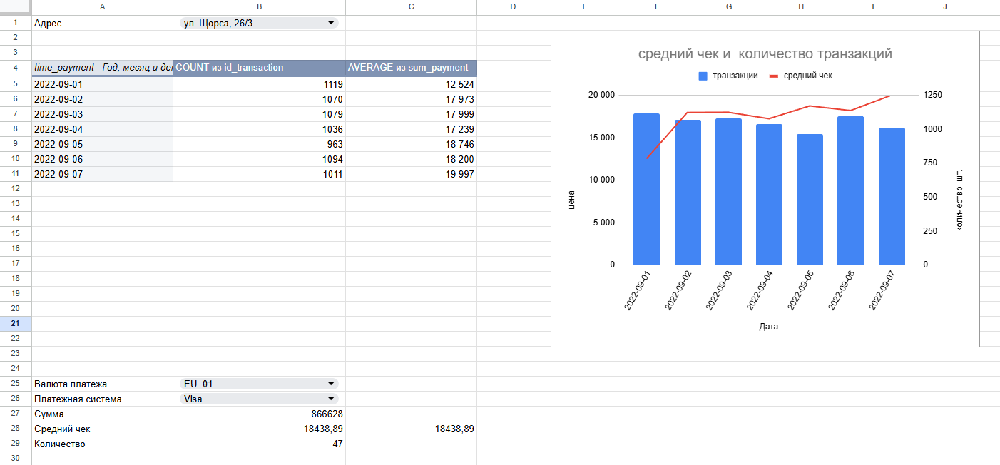 A B C D E F G H I J
1 Адрес ул. Щорса, 26/3
2
3
4 time_payment - Год, месяц и де COUNT из id_transaction AVERAGE из sum_payment
5 2022-09-01 1119 12 524
6 2022-09-02 1070 17 973
7 2022-09-03 1079 17 999
8 2022-09-04 1036 17 239
9 2022-09-05 963 18 746
10 2022-09-06 1094 18 200
11 2022-09-07 1011 19 997
12
13
14
15
16
17
18
19
20
21
22
23
24
25 Валюта платежа EU_01
26 Платежная система Visa
27 Сумма 866628
28 Средний чек 18438,89 18438,89
29 Количество 47
30
средний чек и количество транзакций
транзакции средний чек
20 000
15 000
10 000
5 000
0
цена
1250
1000
750
500
250
0
количество, шт.
2022-09-01
2022-09-02
2022-09-03
2022-09-04
2022-09-05
2022-09-06
2022-09-07
Дата